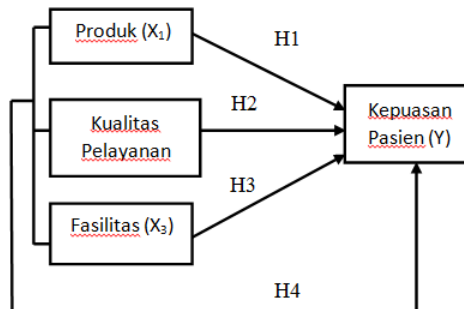 Produk (X₁)
H1
H2
Kualitas
Pelayanan
Kepuasan
Pasien (Y)
H3
Fasilitas (X₃)
H4